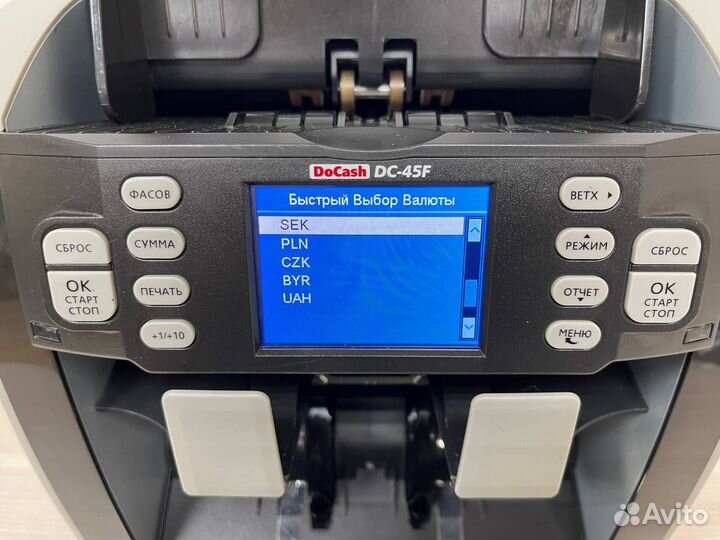 DoCash DC-45F
ФАСОВ
СУММА
ПЕЧАТЬ
+1/+10
СБРОС
OK
СТАРТ
СТОП
Быстрый Выбор Валюты
SEK
PLN
CZK
BYR
UAH
ВЕТХ
РЕЖИМ
ОТЧЕТ
МЕНЮ
СБРОС
OK
СТАРТ
СТОП
Avito